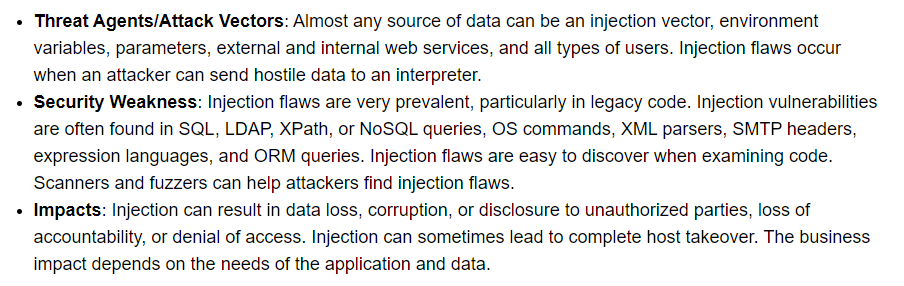 • Threat Agents/Attack Vectors: Almost any source of data can be an injection vector, environment
variables, parameters, external and internal web services, and all types of users. Injection flaws occur
when an attacker can send hostile data to an interpreter.
• Security Weakness: Injection flaws are very prevalent, particularly in legacy code. Injection vulnerabilities
are often found in SQL, LDAP, XPath, or NoSQL queries, OS commands, XML parsers, SMTP headers,
expression languages, and ORM queries. Injection flaws are easy to discover when examining code.
Scanners and fuzzers can help attackers find injection flaws.
• Impacts: Injection can result in data loss, corruption, or disclosure to unauthorized parties, loss of
accountability, or denial of access. Injection can sometimes lead to complete host takeover. The business
impact depends on the needs of the application and data.